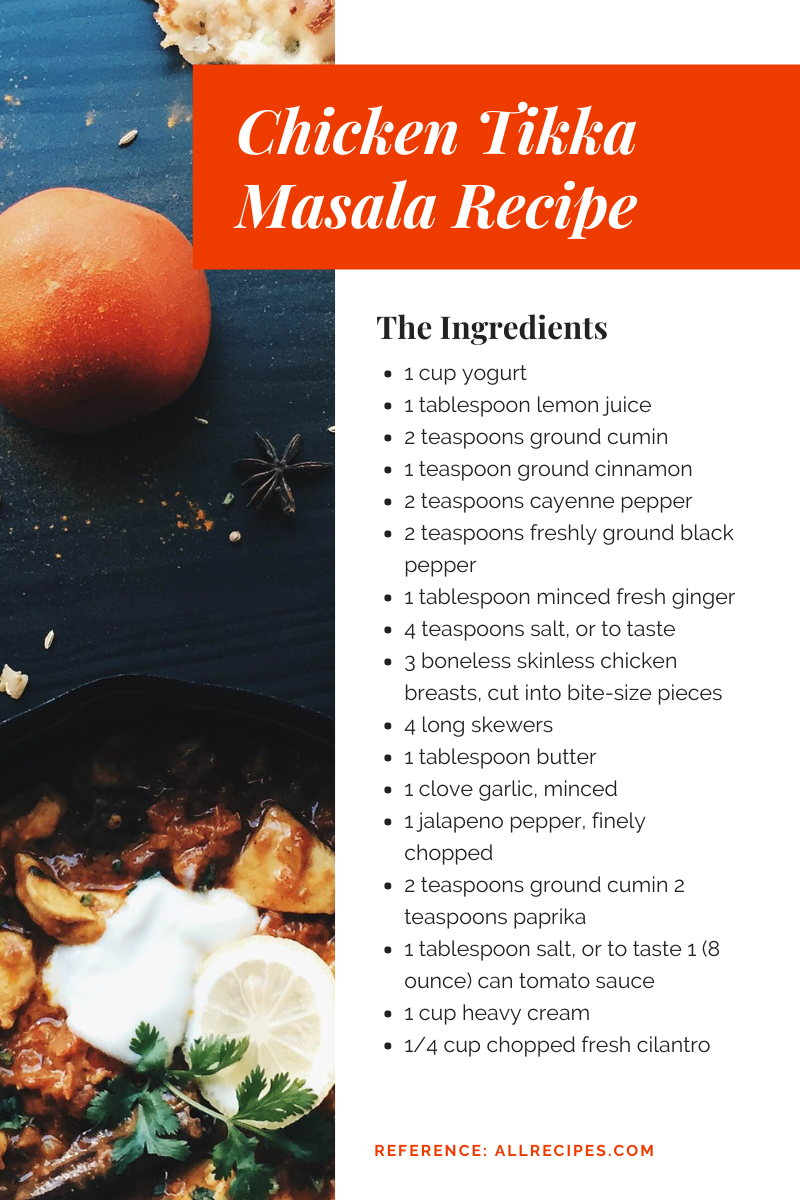 Chicken Tikka
Masala Recipe
The Ingredients
• 1 cup yogurt
• 1 tablespoon lemon juice
• 2 teaspoons ground cumin
• 1 teaspoon ground cinnamon
• 2 teaspoons cayenne pepper
• 2 teaspoons freshly ground black
pepper
• 1 tablespoon minced fresh ginger
• 4 teaspoons salt, or to taste
• 3 boneless skinless chicken
breasts, cut into bite-size pieces
• 4 long skewers
• 1 tablespoon butter
• 1 clove garlic, minced
• 1 jalapeno pepper, finely
chopped
• 2 teaspoons ground cumin 2
teaspoons paprika
• 1 tablespoon salt, or to taste 1 (8
ounce) can tomato sauce
• 1 cup heavy cream
• 1/4 cup chopped fresh cilantro
REFERENCE: ALLRECIPES.COM